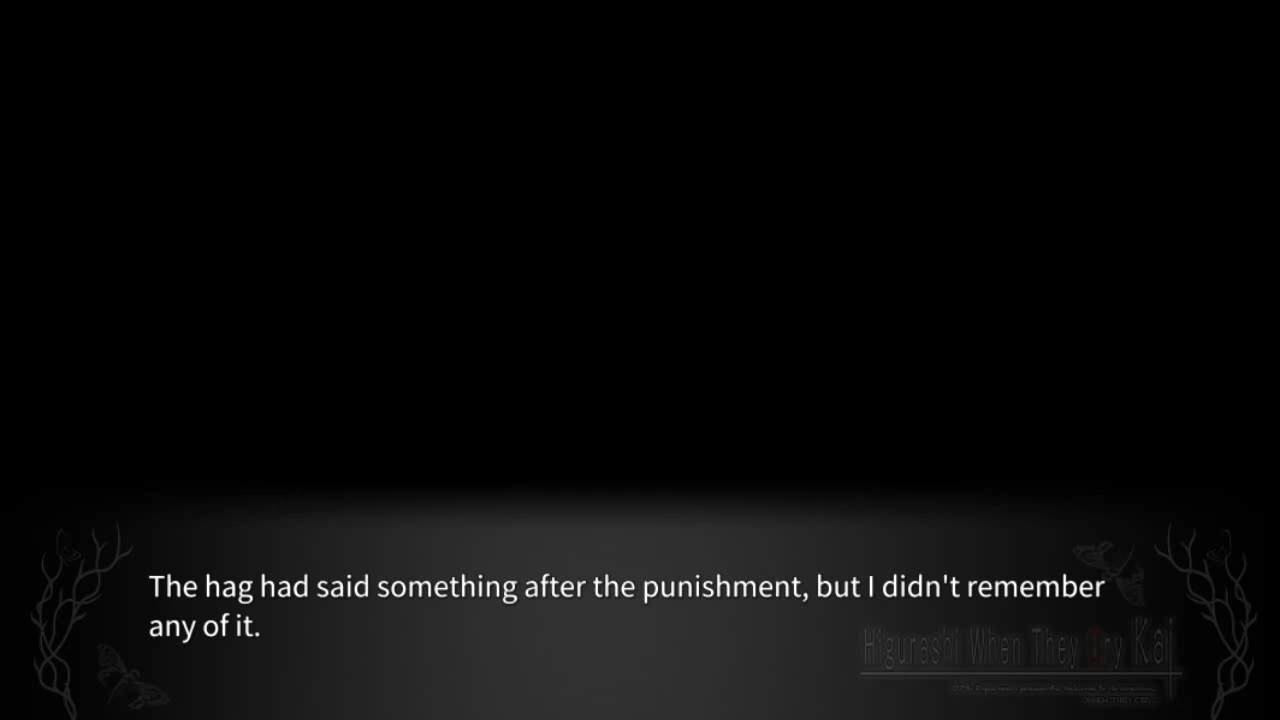 The hag had said something after the punishment, but I didn't remember
any of it.
Higurashi When They Cry Kai